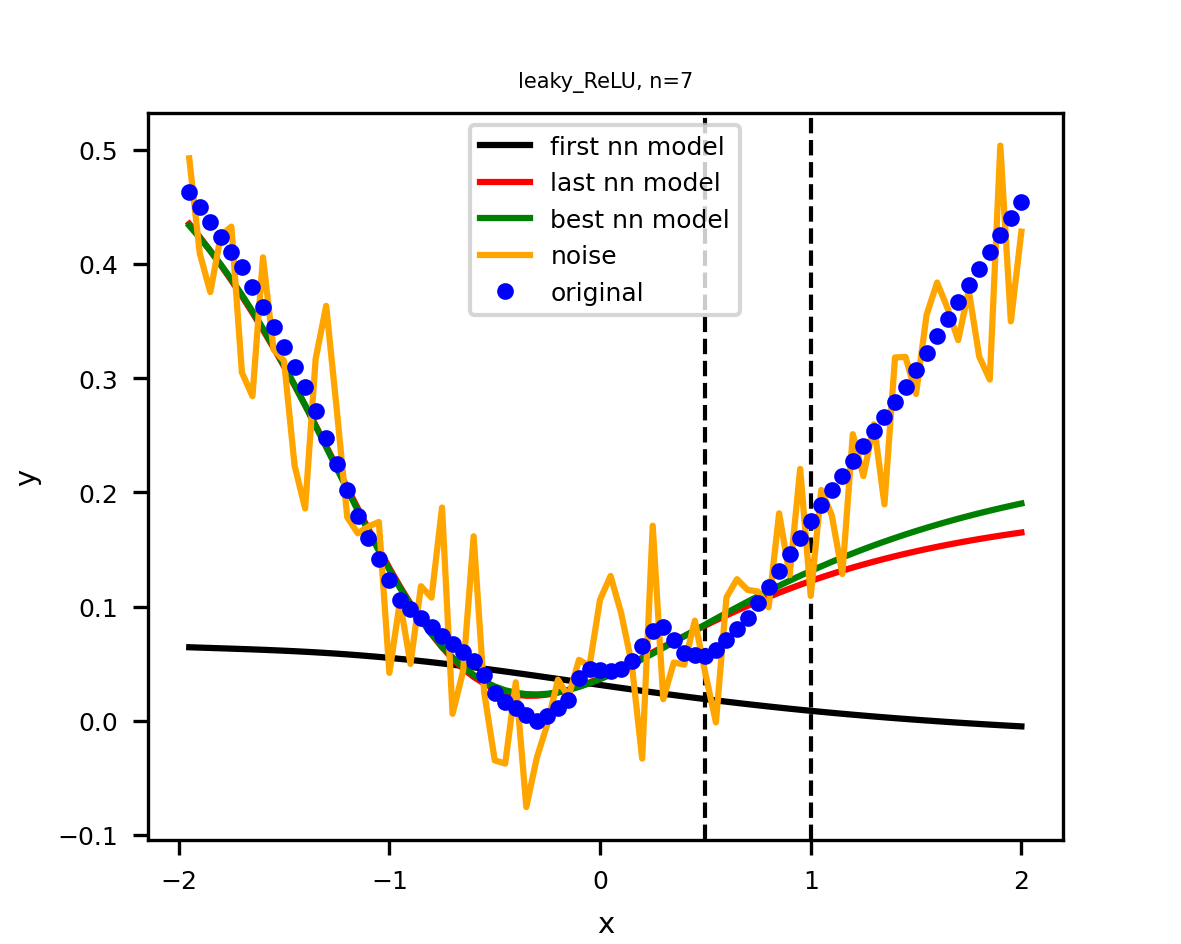 leaky_ReLU, n=7
first nn model
last nn model
best nn model
noise
original
0.5
0.4
0.3
0.2
0.1
0.0
−0.1
y
−2
−1
0
1
2
x